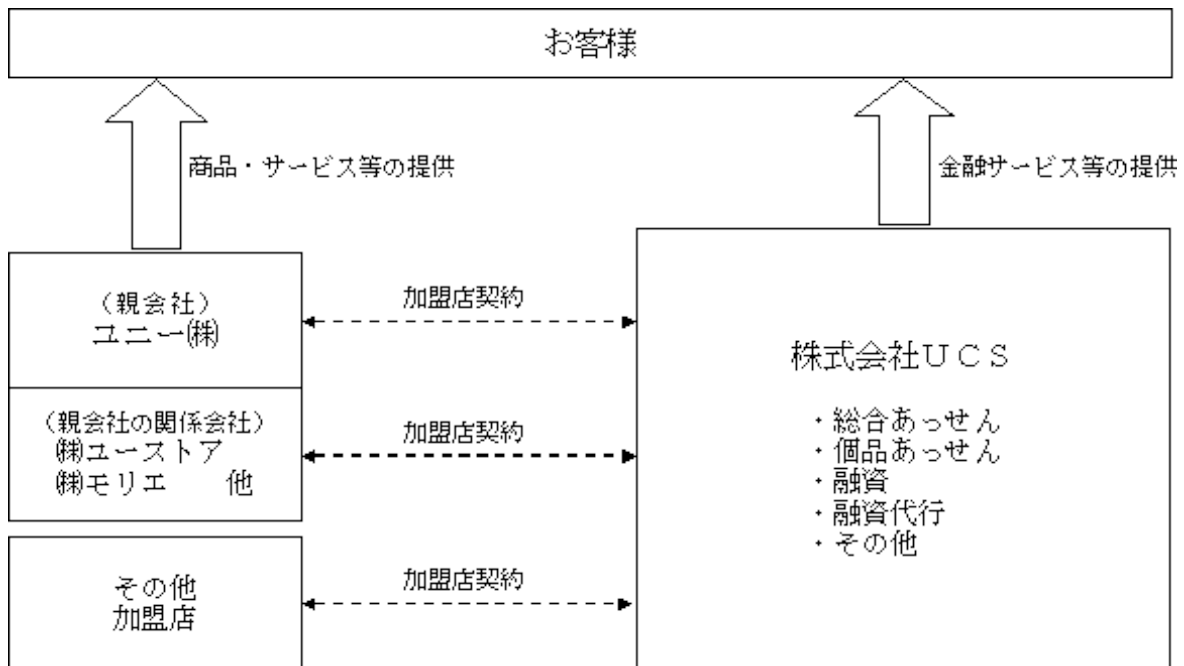 お客様
商品・サービス等の提供
金融サービス等の提供
(親会社)
ユニー㈱
加盟店契約
(親会社の関係会社)
㈱ユーストア
㈱モリエ　　他
加盟店契約
その他
加盟店
加盟店契約
株式会社ＵＣＳ
・総合あっせん
・個品あっせん
・融資
・融資代行
・その他